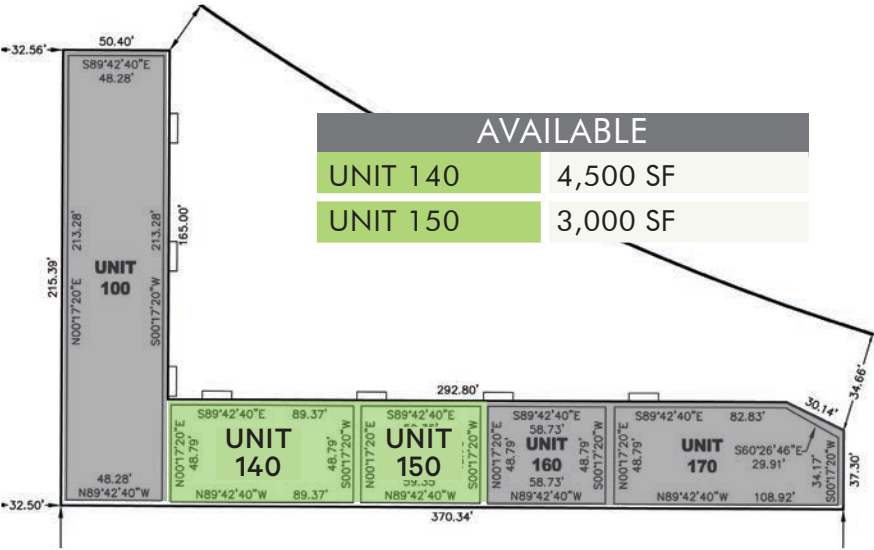 50.40'
32.56'
S89°42'40"E
48.28'
AVAILABLE
UNIT 140 4,500 SF
UNIT 150 3,000 SF
213.28'
213.28'
165.00'
215.39'
UNIT
100
N00°17'20"E
S00°17'20"W
292.80'
34.66'
30.14'
S89°42'40"E 89.37'
S89°42'40"E
S89°42'40"E
58.73'
S89°42'40"E 82.83'
N00°17'20"E
48.79'
UNIT
140
48.79'
S00°17'20"W
N00°17'20"E
UNIT
150
S00°17'20"W
N00°17'20"E
48.79'
UNIT
160
48.79'
S00°17'20"W
N00°17'20"E
48.79'
UNIT
170
S60°26'46"E
29.91'
34.17'
S00°17'20"W
37.30'
48.28'
N89°42'40"W
N89°42'40"W 89.37'
59.35'
N89°42'40"W
58.73'
N89°42'40"W
N89°42'40"W 108.92'
32.50'
370.34'